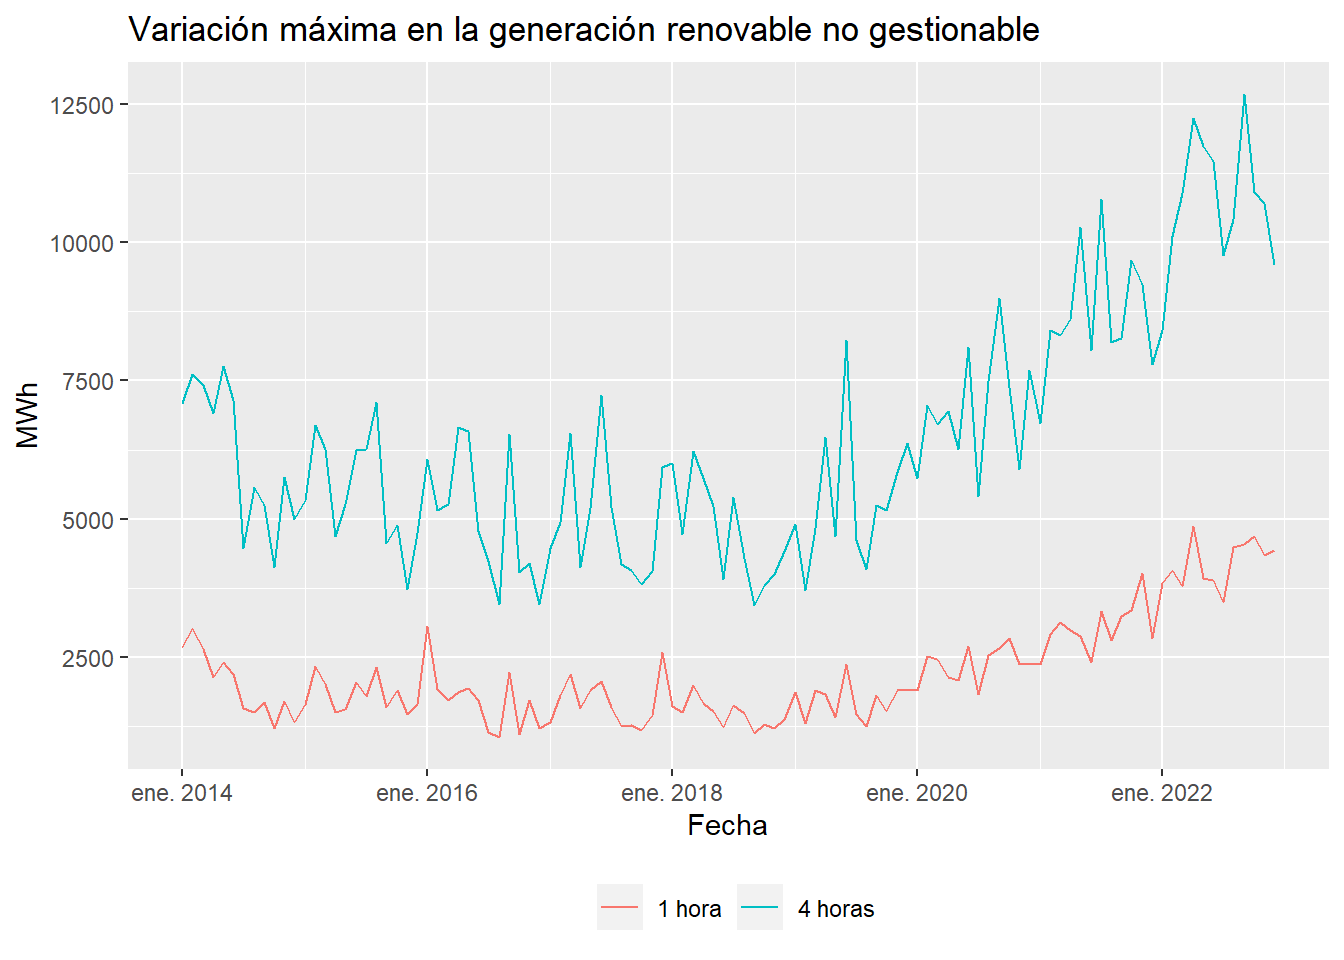 Variación máxima en la generación renovable no gestionable
MWh
12500
10000
7500
5000
2500
ene. 2014 ene. 2016 ene. 2018 ene. 2020 ene. 2022
Fecha
1 hora 4 horas